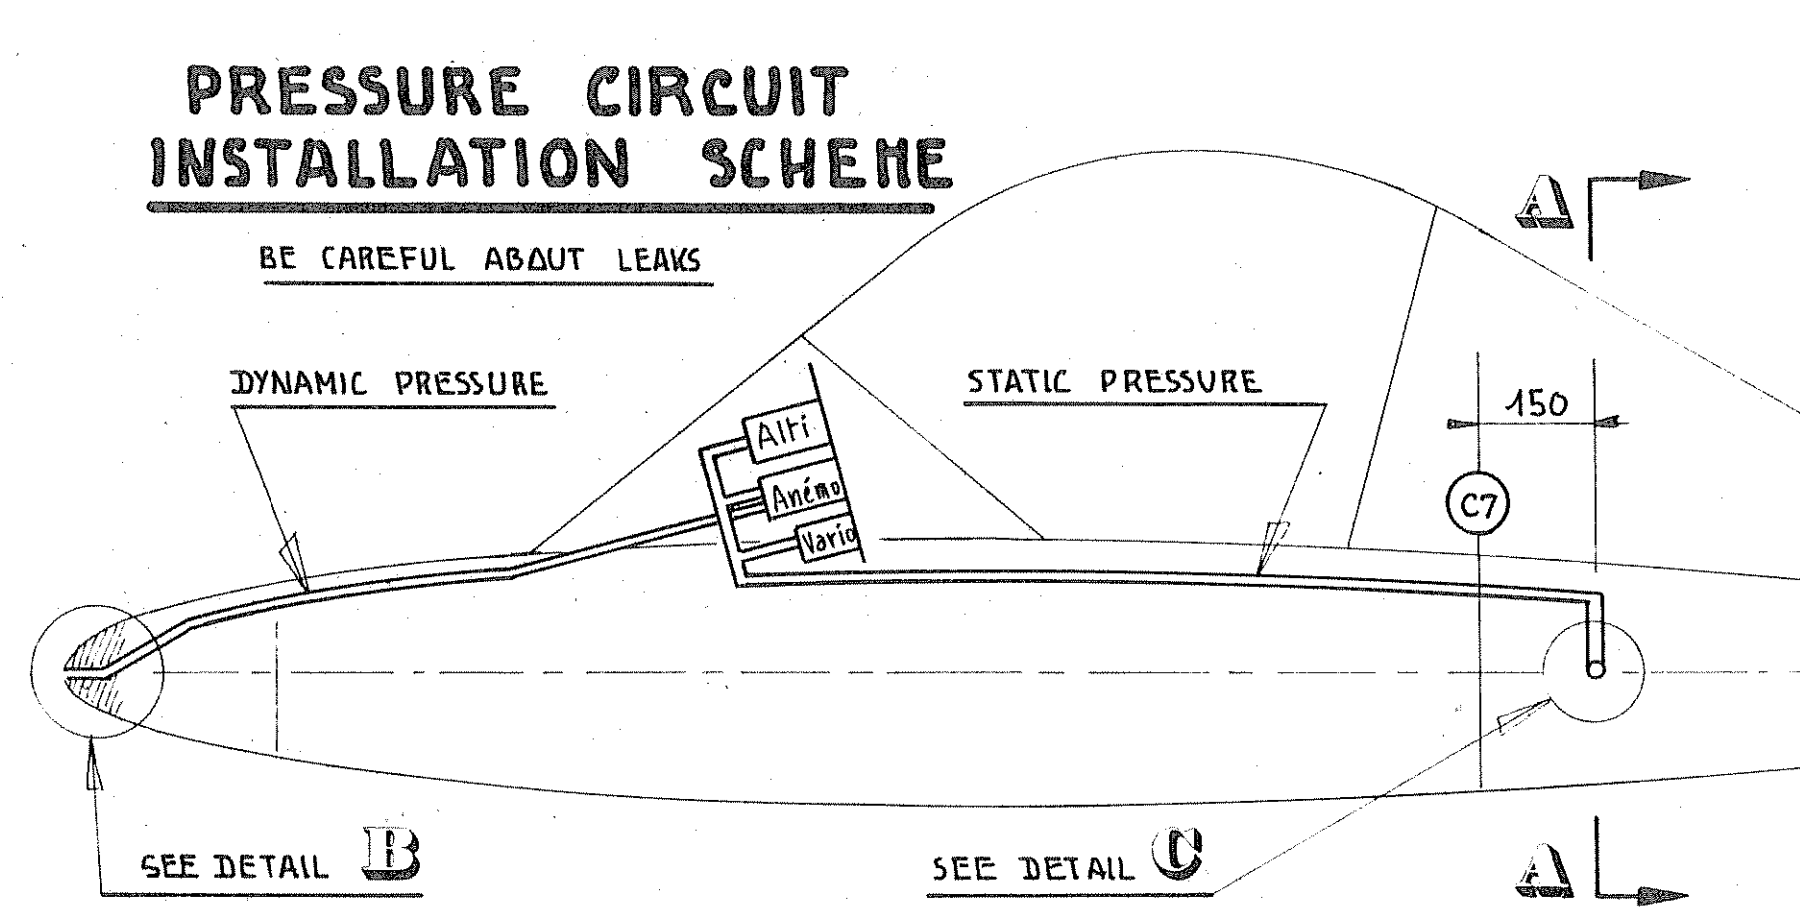 PRESSURE CIRCUIT
INSTALLATION SCHEME
BE CAREFUL ABOUT LEAKS
A
DYNAMIC PRESSURE
STATIC PRESSURE
150
Alti
Anémo
Vario
C7
SEE DETAIL B
SEE DETAIL C
A